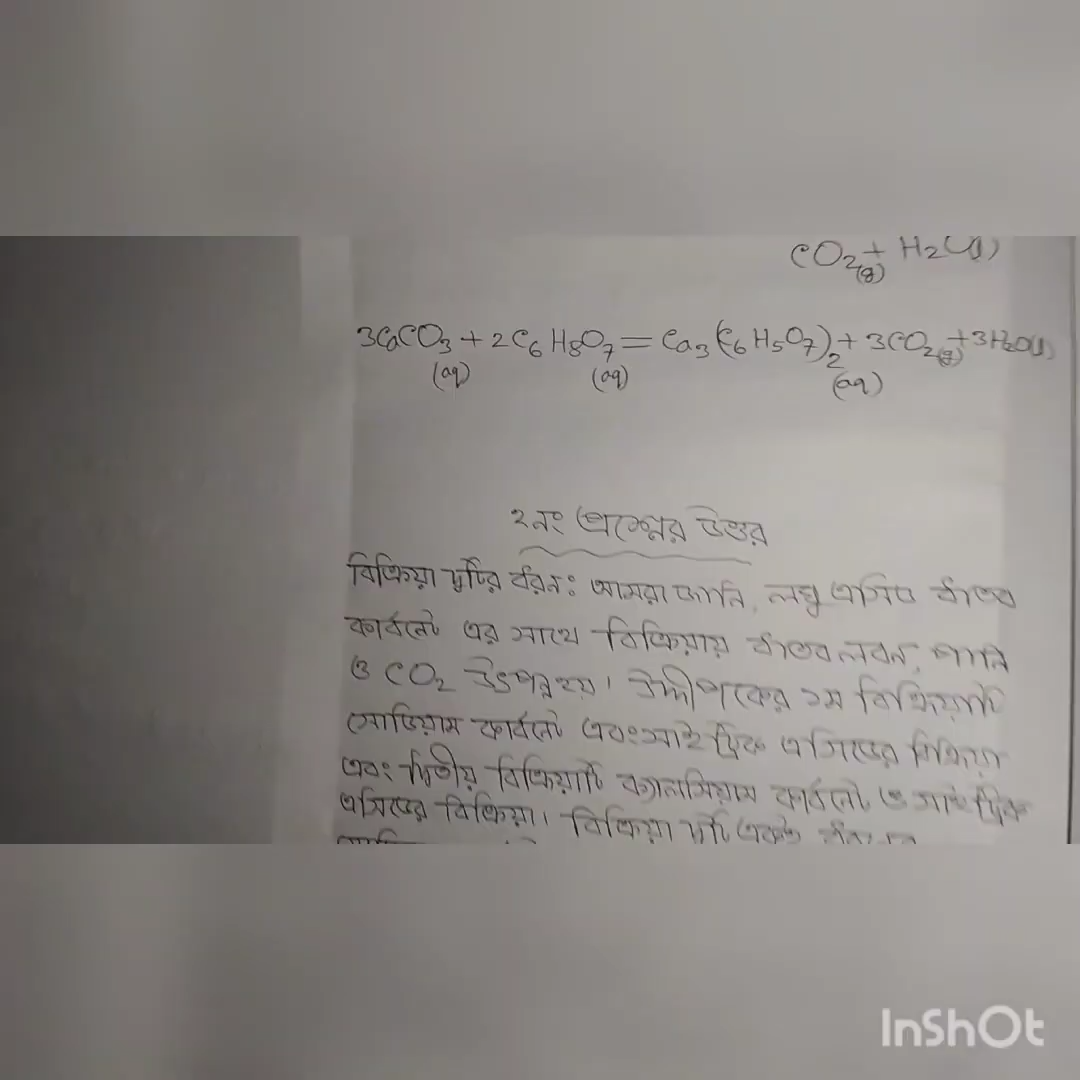 CO2(g) + H2O(l)
3CaCO3 + 2C6H8O7 = Ca3(C6H5O7)2 + 3CO2(g) + 3H2O(l)
(aq) (aq) (aq)
২নং প্রশ্নের উত্তর
বিক্রিয়া দুটির বর্ননঃ আমরা জানি, লঘু এসিড ধাতব
কার্বনেট এর সাথে বিক্রিয়ায় ধাতব লবন, পানি
ও CO2 উৎপন্ন হয়। উদ্দীপকের ১ম বিক্রিয়াটি
সোডিয়াম কার্বনেট এবং সাইট্রিক এসিডের বিক্রিয়া
এবং দ্বিতীয় বিক্রিয়াটি ক্যালসিয়াম কার্বনেট ও সাইট্রিক
এসিডের বিক্রিয়া। বিক্রিয়া দুটি একই
InShOt